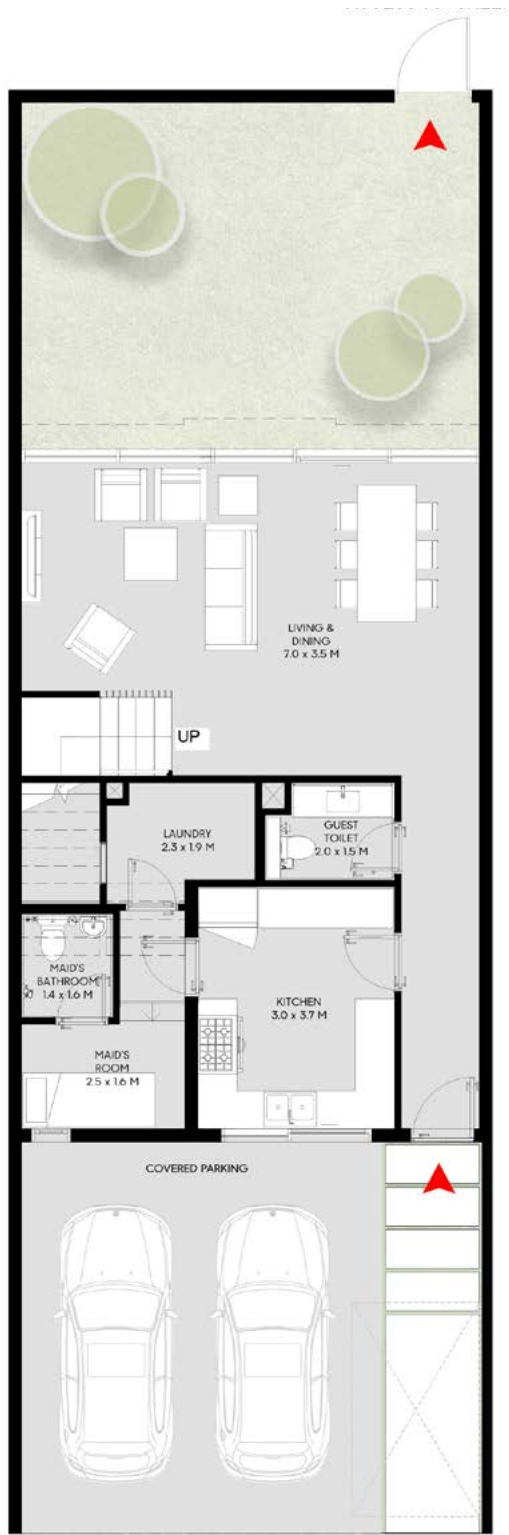 LIVING &
DINING
7.0 x 3.5 M
UP
LAUNDRY
2.3 x 1.9 M
GUEST
TOILET
2.0 x 1.5 M
MAID'S
BATHROOM
1.4 x 1.6 M
KITCHEN
3.0 x 3.7 M
MAID'S
ROOM
2.5 x 1.6 M
COVERED PARKING